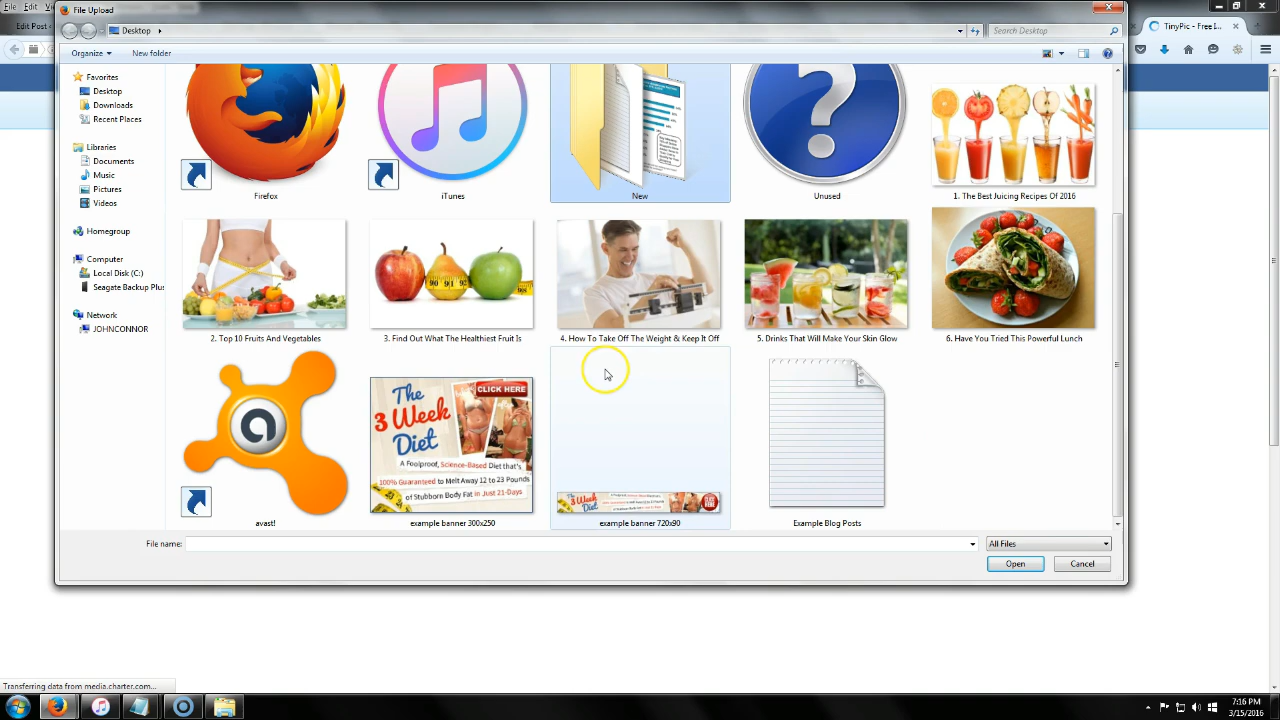 File Edit Vi
File Upload
Edit Post -
TinyPic - Free I
Desktop
Search Desktop
Organize
New folder
Favorites
Desktop
Downloads
Recent Places
Libraries
Documents
Music
Pictures
Videos
Homegroup
Computer
Local Disk (C:)
Seagate Backup Plus
Network
JOHNCONNOR
Firefox
iTunes
New
Unused
1. The Best Juicing Recipes Of 2016
2. Top 10 Fruits And Vegetables
3. Find Out What The Healthiest Fruit Is
4. How To Take Off The Weight & Keep It Off
5. Drinks That Will Make Your Skin Glow
6. Have You Tried This Powerful Lunch
The
3 Week
Diet
CLICK HERE
A Foolproof, Science-Based Diet that's
100% Guaranteed to Melt Away 12 to 23 Pounds
of Stubborn Body Fat in Just 21-Days
The
3 Week
Diet
avast!
example banner 300x250
example banner 720x90
Example Blog Posts
File name:
All Files
Open
Cancel
Transferring data from media.charter.com...
7:16 PM
3/15/2016